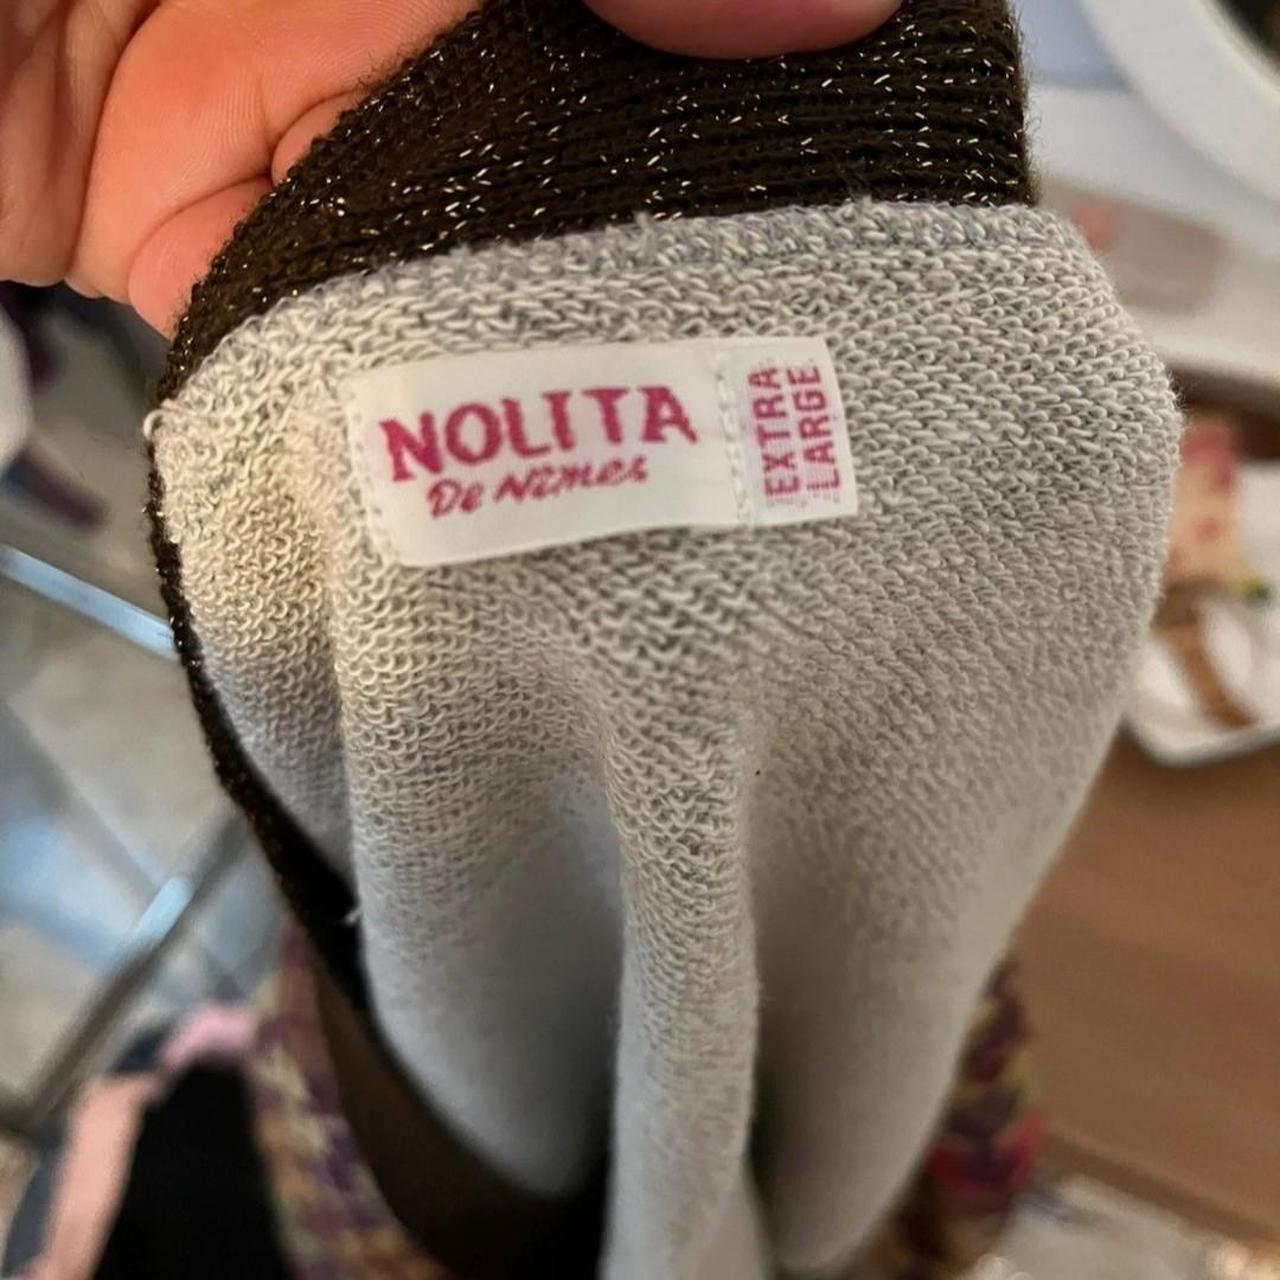 NOLITA
De Nimes
EXTRA
LARGE